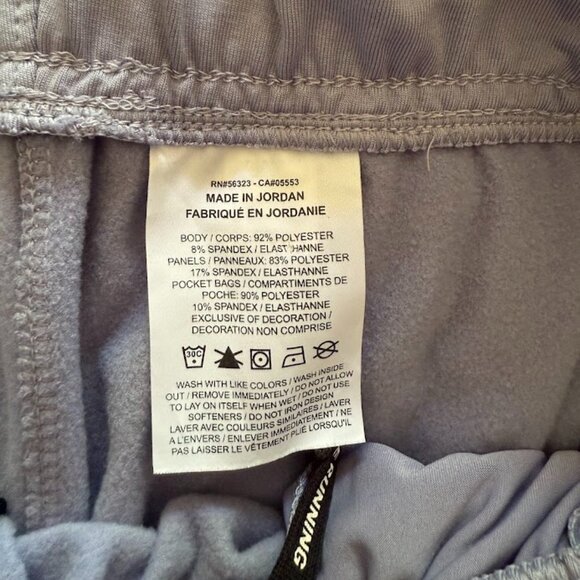 RN#56323 - CA#05553
MADE IN JORDAN
FABRIQUÉ EN JORDANIE
BODY / CORPS: 92% POLYESTER
8% SPANDEX / ELASTHANNE
PANELS / PANNEAUX: 83% POLYESTER
17% SPANDEX / ELASTHANNE
POCKET BAGS / COMPARTIMENTS DE
POCHE: 90% POLYESTER
10% SPANDEX / ELASTHANNE
EXCLUSIVE OF DECORATION /
DECORATION NON COMPRISE
30C
WASH WITH LIKE COLORS / WASH INSIDE
OUT / REMOVE IMMEDIATELY / DO NOT ALLOW
TO LAY ON ITSELF WHEN WET / DO NOT USE
SOFTENERS / DO NOT IRON DESIGN
LAVER AVEC COULEURS SIMILAIRES / LAVER
A L'ENVERS / ENLEVER IMMEDIATEMENT / NE
PAS LAISSER LE VÊTEMENT PLIÉ LORSQU'IL
RUNNING